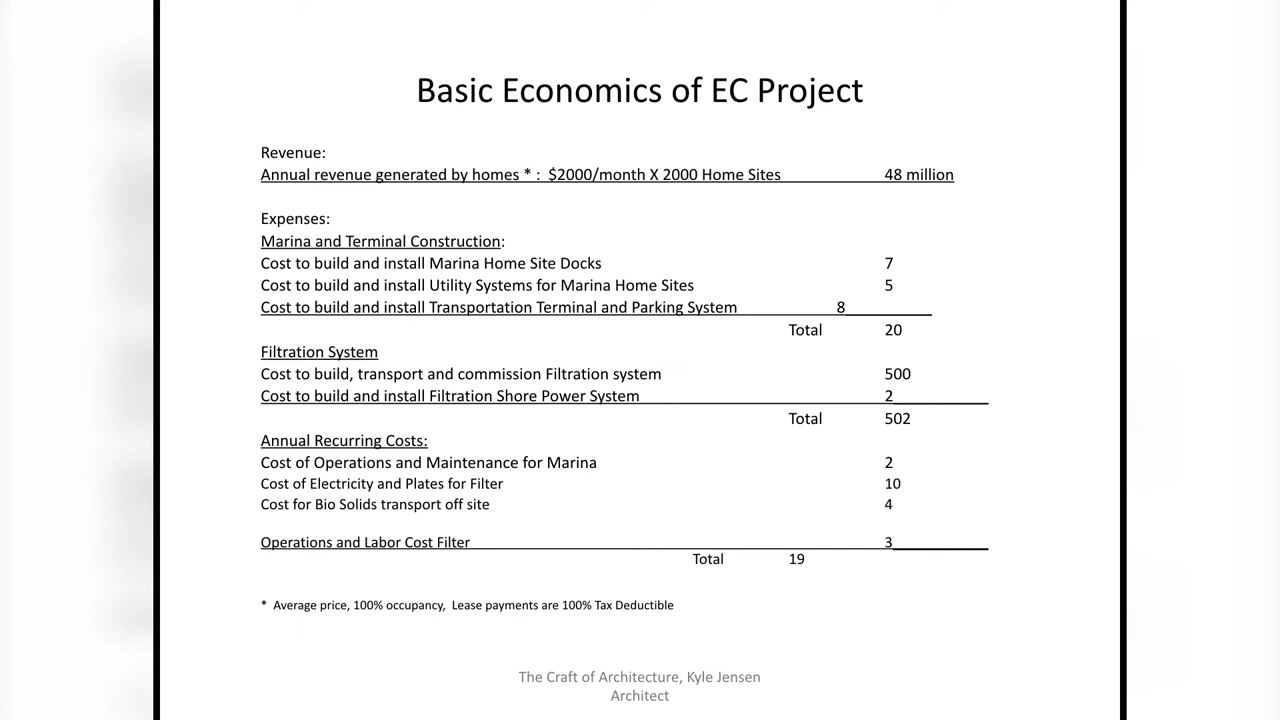 Basic Economics of EC Project
Revenue:
Annual revenue generated by homes * :  $2000/month X 2000 Home Sites 48 million
Expenses:
Marina and Terminal Construction:
Cost to build and install Marina Home Site Docks 7
Cost to build and install Utility Systems for Marina Home Sites 5
Cost to build and install Transportation Terminal and Parking System 8
Total 20
Filtration System
Cost to build, transport and commission Filtration system 500
Cost to build and install Filtration Shore Power System 2
Total 502
Annual Recurring Costs:
Cost of Operations and Maintenance for Marina 2
Cost of Electricity and Plates for Filter 10
Cost for Bio Solids transport off site 4
Operations and Labor Cost Filter 3
Total 19
*  Average price, 100% occupancy,  Lease payments are 100% Tax Deductible
The Craft of Architecture, Kyle Jensen
Architect